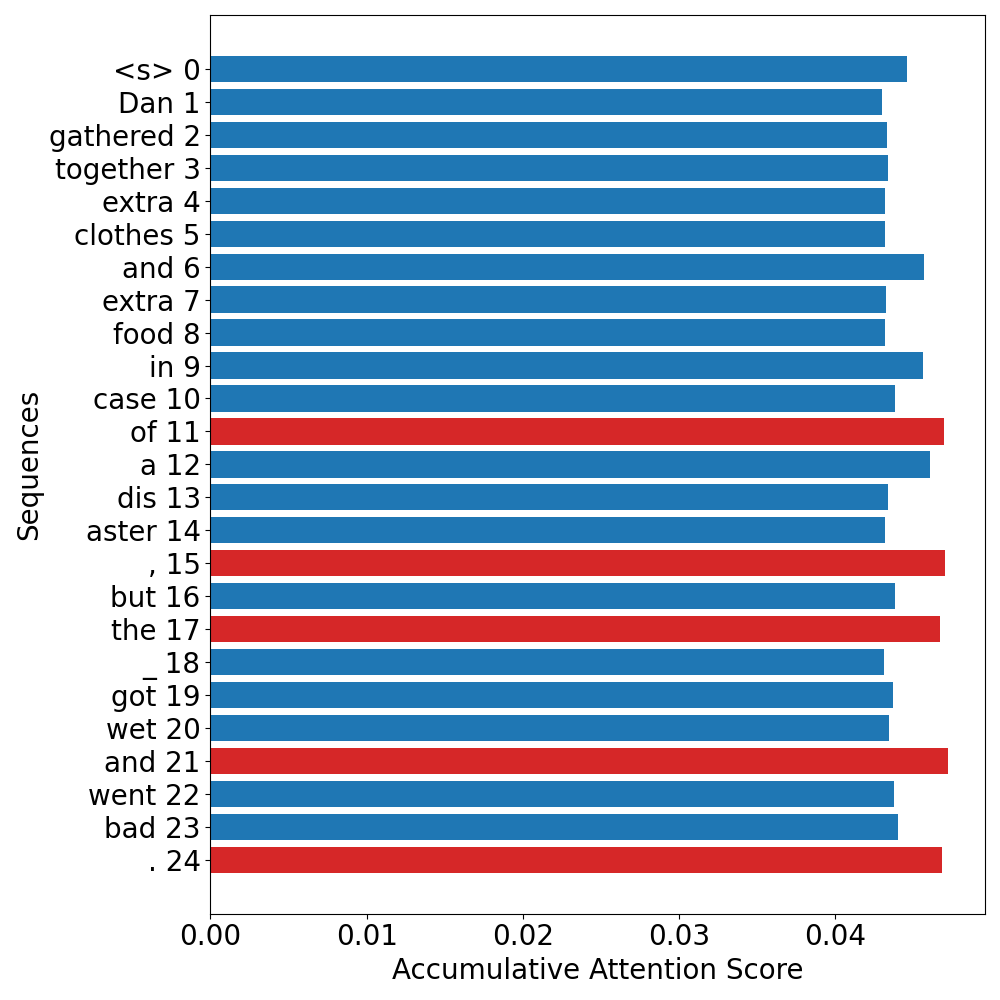 <s> 0
Dan 1
gathered 2
together 3
extra 4
clothes 5
and 6
extra 7
food 8
in 9
case 10
of 11
a 12
dis 13
aster 14
, 15
but 16
the 17
_ 18
got 19
wet 20
and 21
went 22
bad 23
. 24
Sequences
0.00 0.01 0.02 0.03 0.04
Accumulative Attention Score